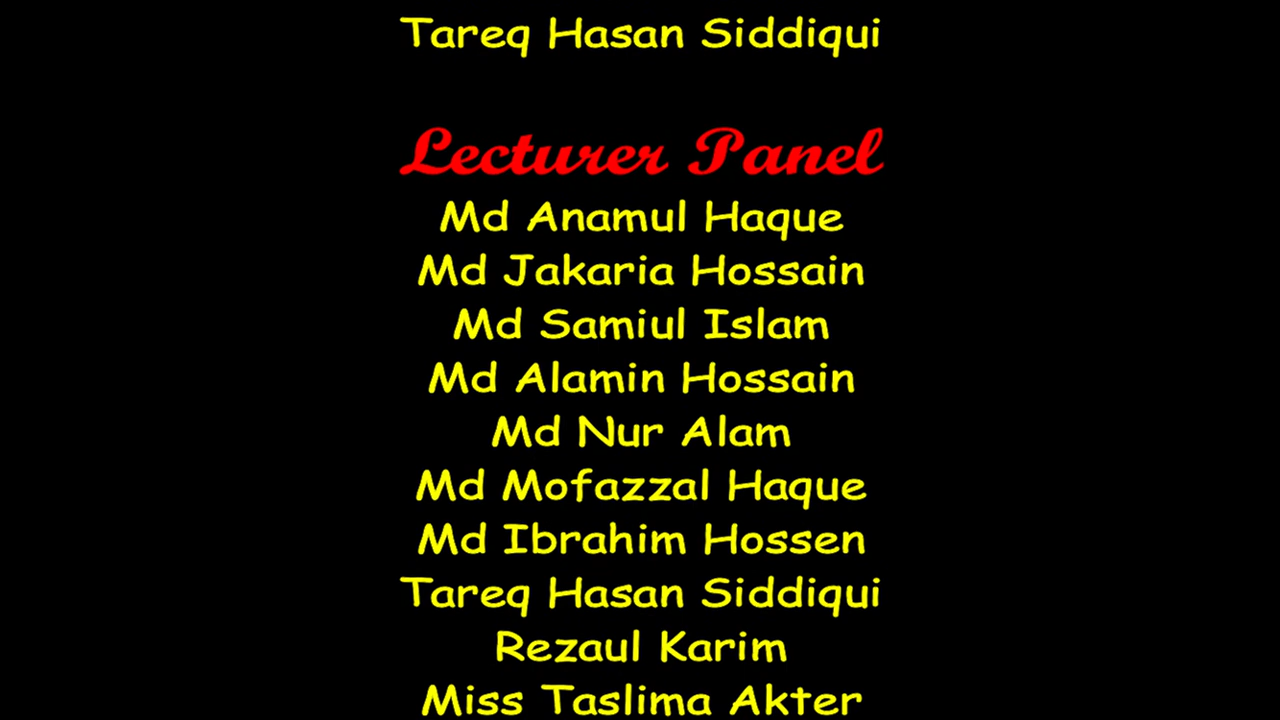 Tareq Hasan Siddiqui
Lecturer Panel
Md Anamul Haque
Md Jakaria Hossain
Md Samiul Islam
Md Alamin Hossain
Md Nur Alam
Md Mofazzal Haque
Md Ibrahim Hossen
Tareq Hasan Siddiqui
Rezaul Karim
Miss Taslima Akter